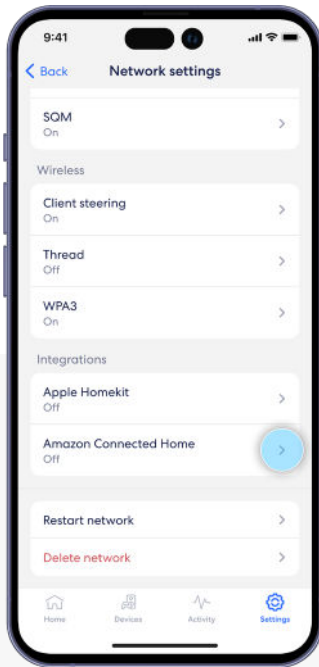 9:41
Back Network settings
SQM
On
Wireless
Client steering
On
Thread
Off
WPA3
On
Integrations
Apple Homekit
Off
Amazon Connected Home
Off
Restart network
Delete network
Home Devices Activity Settings